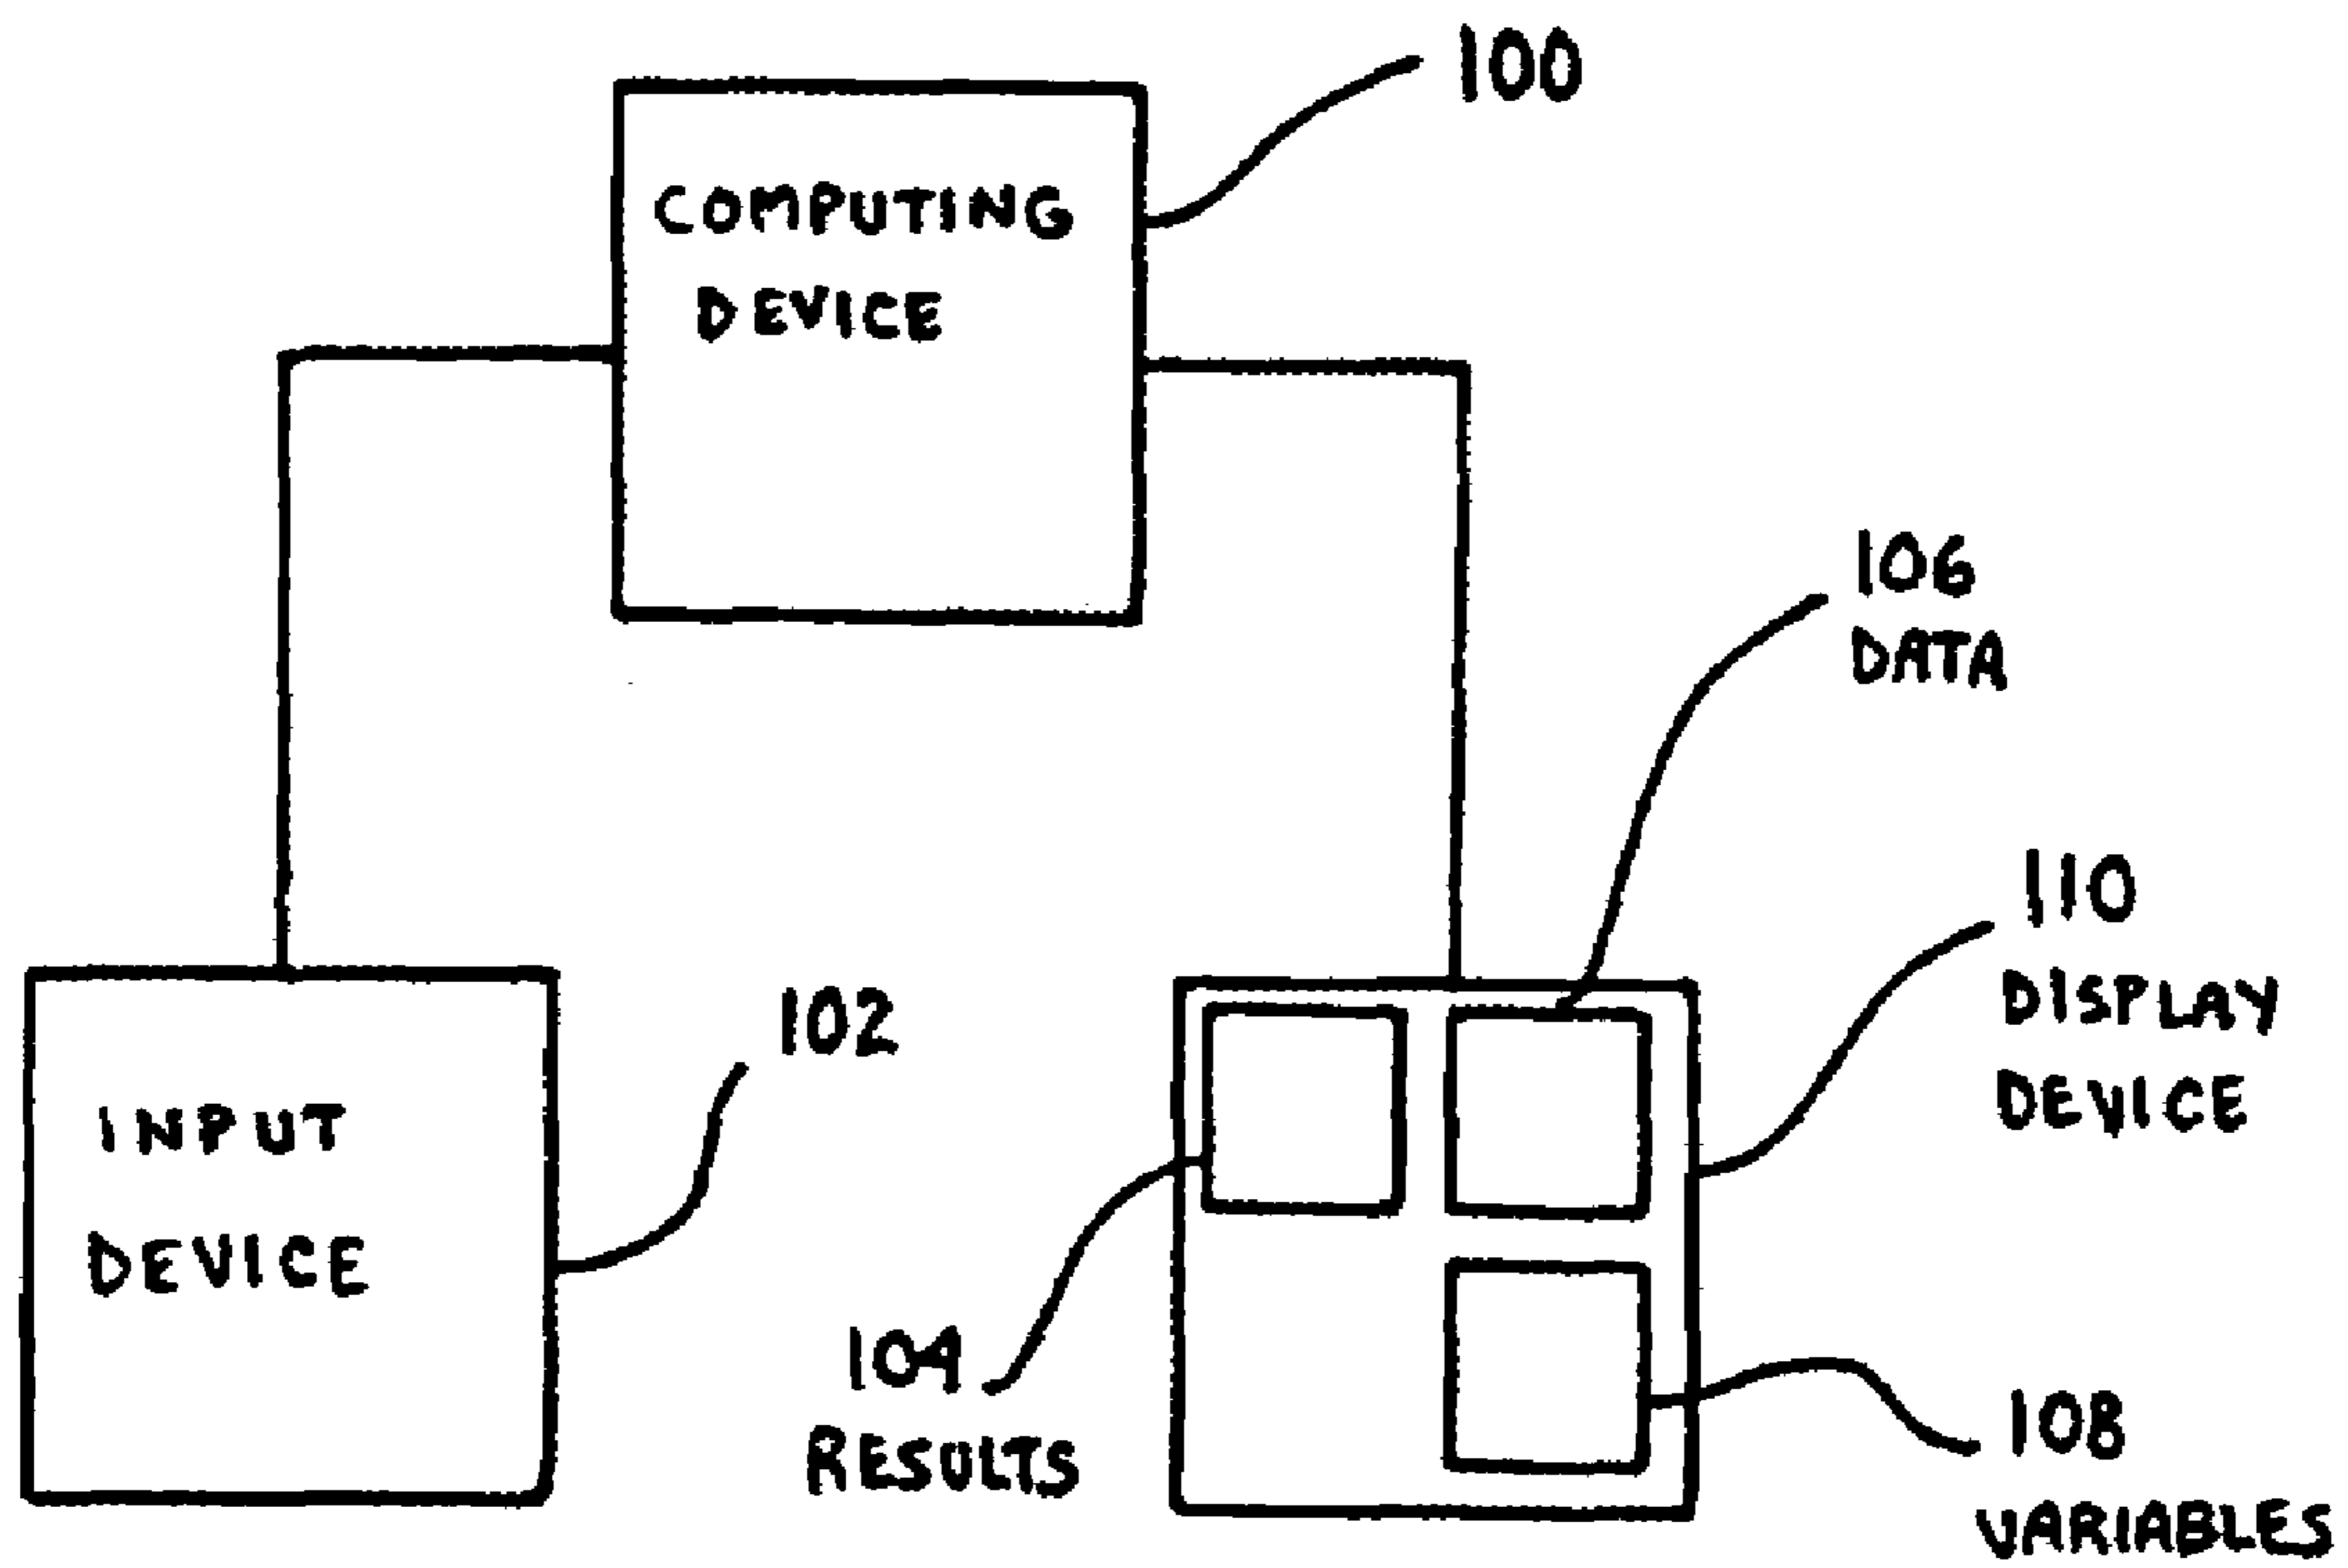 100
COMPUTING
DEVICE
106
DATA
110
DISPLAY
DEVICE
102
INPUT
DEVICE
104
RESULTS
108
VARIABLES